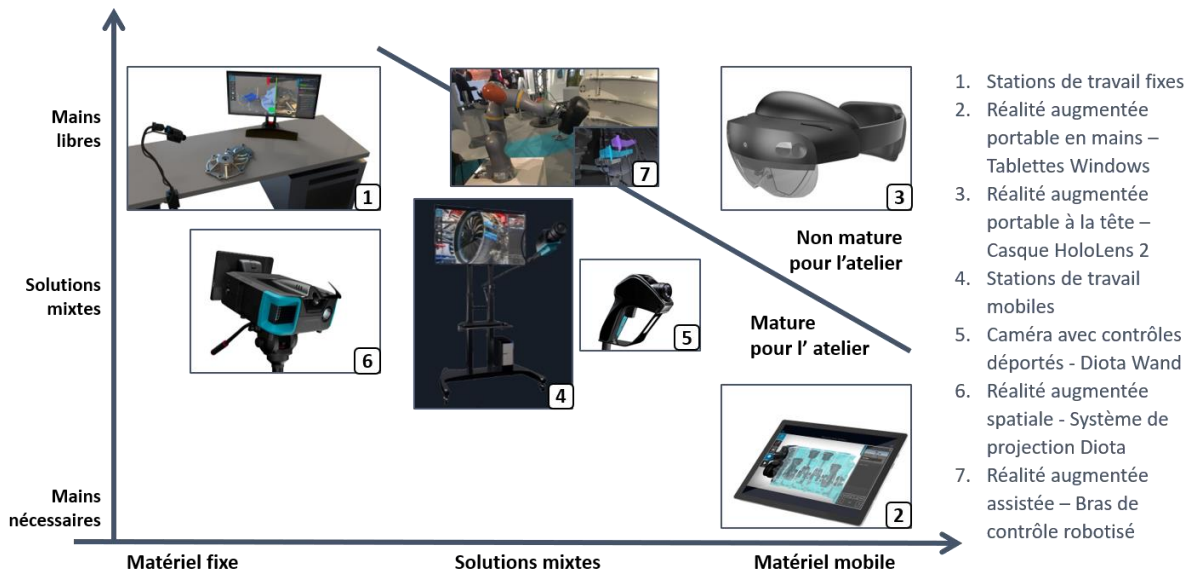 Mains
libres
1
7
3
Non mature
pour l’atelier
Solutions
mixtes
6
4
5
Mature
pour l’ atelier
Mains
nécessaires
2
Matériel fixe
Solutions mixtes
Matériel mobile
1. Stations de travail fixes
2. Réalité augmentée
portable en mains –
Tablettes Windows
3. Réalité augmentée
portable à la tête –
Casque HoloLens 2
4. Stations de travail
mobiles
5. Caméra avec contrôles
déportés - Diota Wand
6. Réalité augmentée
spatiale - Système de
projection Diota
7. Réalité augmentée
assistée – Bras de
contrôle robotisé